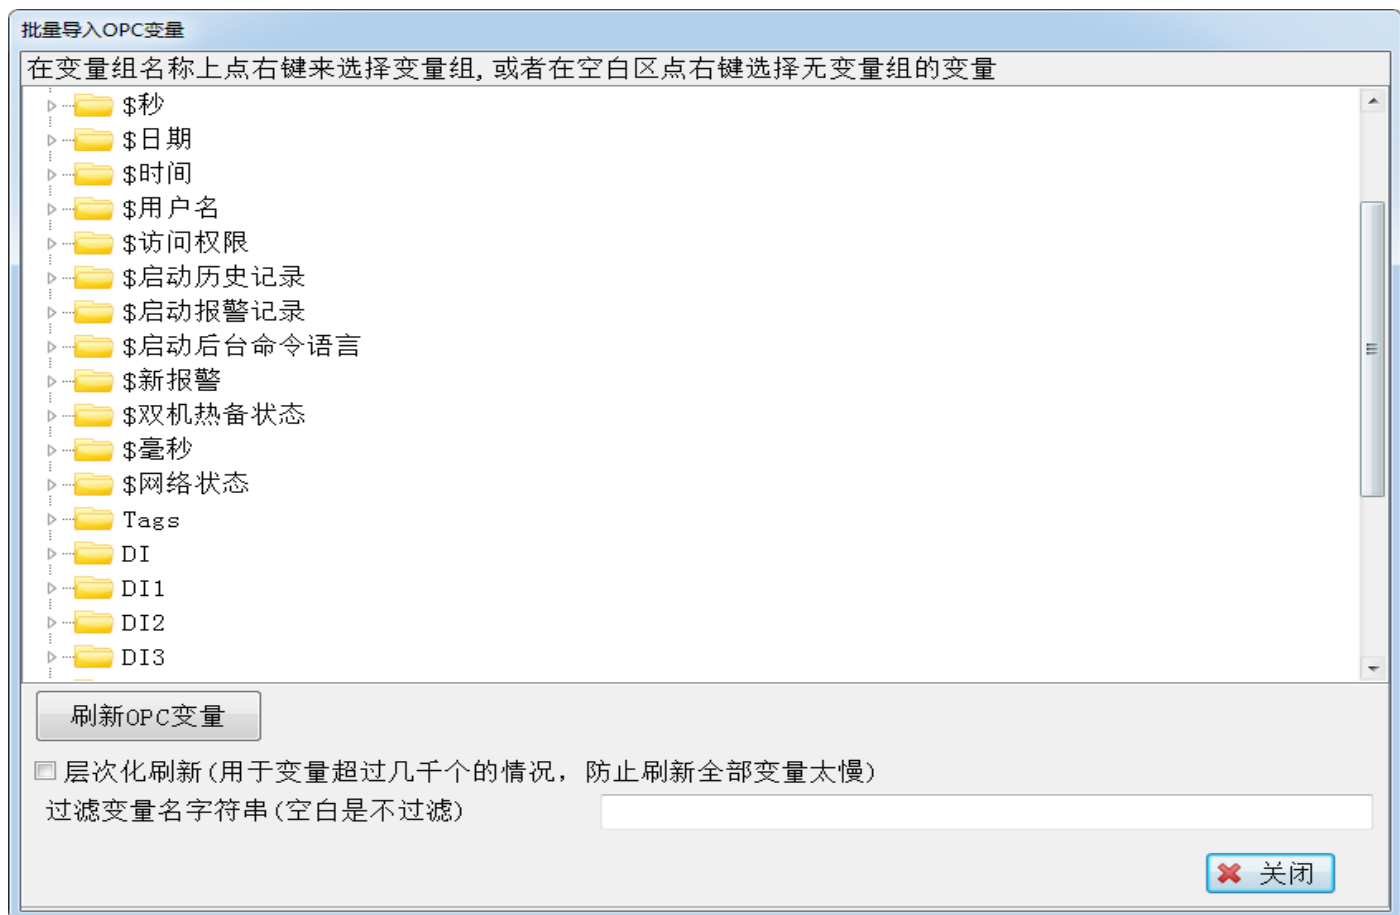 批量导入OPC变量
在变量组名称上点右键来选择变量组,或者在空白区点右键选择无变量组的变量
$秒
$日期
$时间
$用户名
$访问权限
$启动历史记录
$启动报警记录
$启动后台命令语言
$新报警
$双机热备状态
$毫秒
$网络状态
Tags
DI
DI1
DI2
DI3
刷新OPC变量
层次化刷新(用于变量超过几千个的情况，防止刷新全部变量太慢)
过滤变量名字符串(空白是不过滤)
关闭